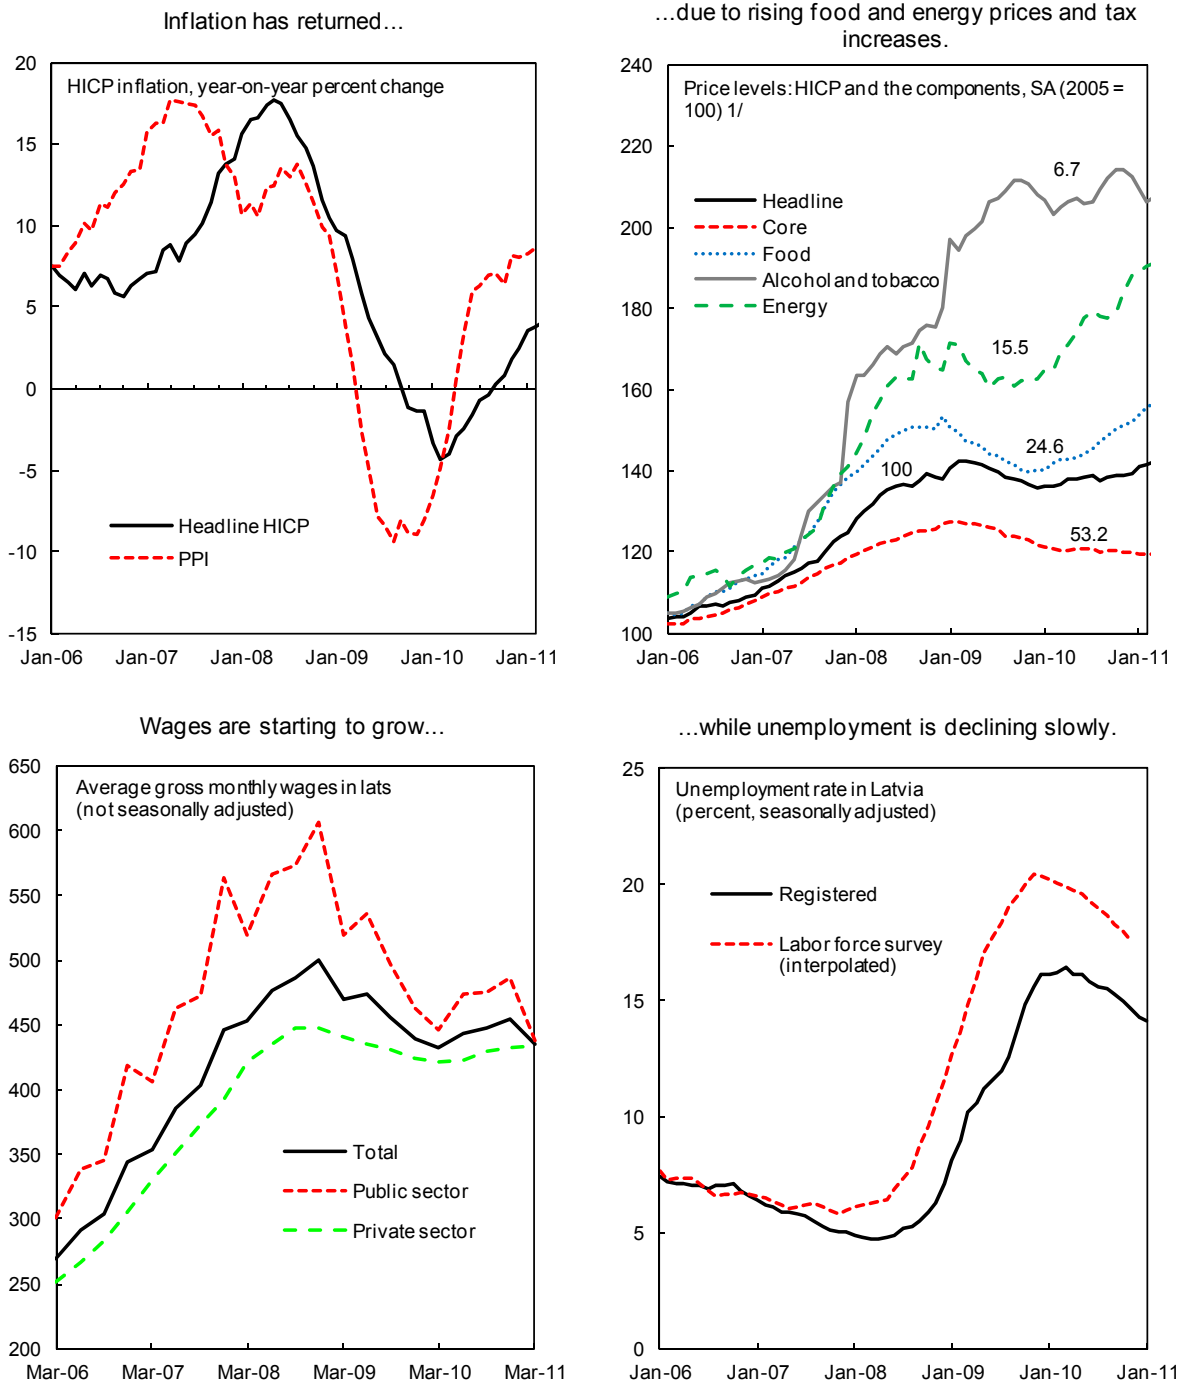 Inflation has returned...
20
15
10
5
0
-5
-10
-15
HICP inflation, year-on-year percent change
Headline HICP
PPI
Jan-06 Jan-07 Jan-08 Jan-09 Jan-10 Jan-11
...due to rising food and energy prices and tax
increases.
240
220
200
180
160
140
120
100
Price levels: HICP and the components, SA (2005 =
100) 1/
Headline
Core
Food
Alcohol and tobacco
Energy
6.7
15.5
24.6
100
53.2
Jan-06 Jan-07 Jan-08 Jan-09 Jan-10 Jan-11
Wages are starting to grow...
650
600
550
500
450
400
350
300
250
200
Average gross monthly wages in lats
(not seasonally adjusted)
Total
Public sector
Private sector
Mar-06 Mar-07 Mar-08 Mar-09 Mar-10 Mar-11
...while unemployment is declining slowly.
25
20
15
10
5
0
Unemployment rate in Latvia
(percent, seasonally adjusted)
Registered
Labor force survey
(interpolated)
Jan-06 Jan-07 Jan-08 Jan-09 Jan-10 Jan-11